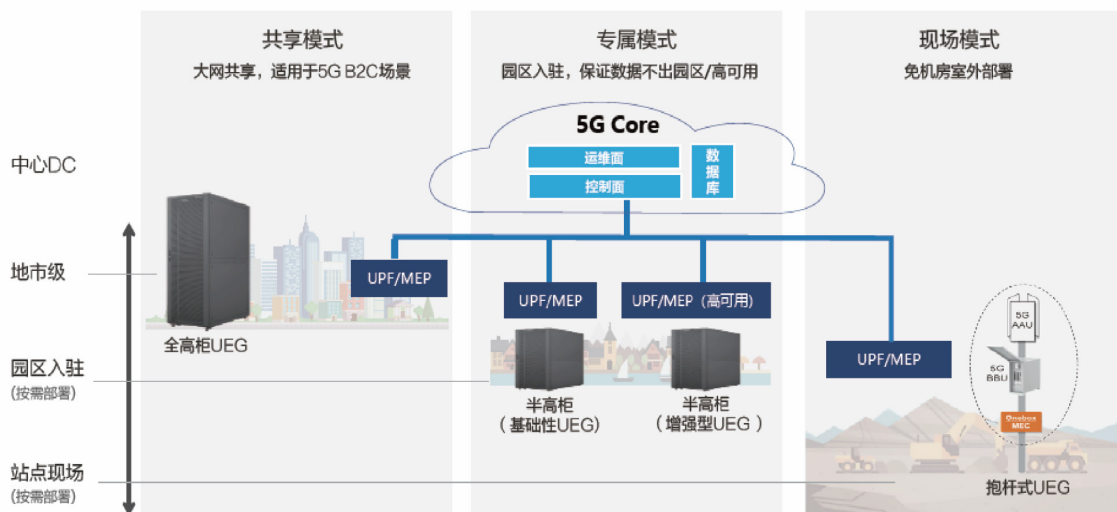 共享模式
大网共享，适用于5G B2C场景
专属模式
园区入驻，保证数据不出园区/高可用
现场模式
免机房室外部署
5G Core
运维面
控制面
数据库
中心DC
地市级
UPF/MEP
UPF/MEP
UPF/MEP（高可用）
UPF/MEP
全高柜UEG
园区入驻
(按需部署)
半高柜
（基础性UEG）
半高柜
（增强型UEG）
5G
AAU
5G
BBU
Onebox
MEC
站点现场
(按需部署)
抱杆式UEG